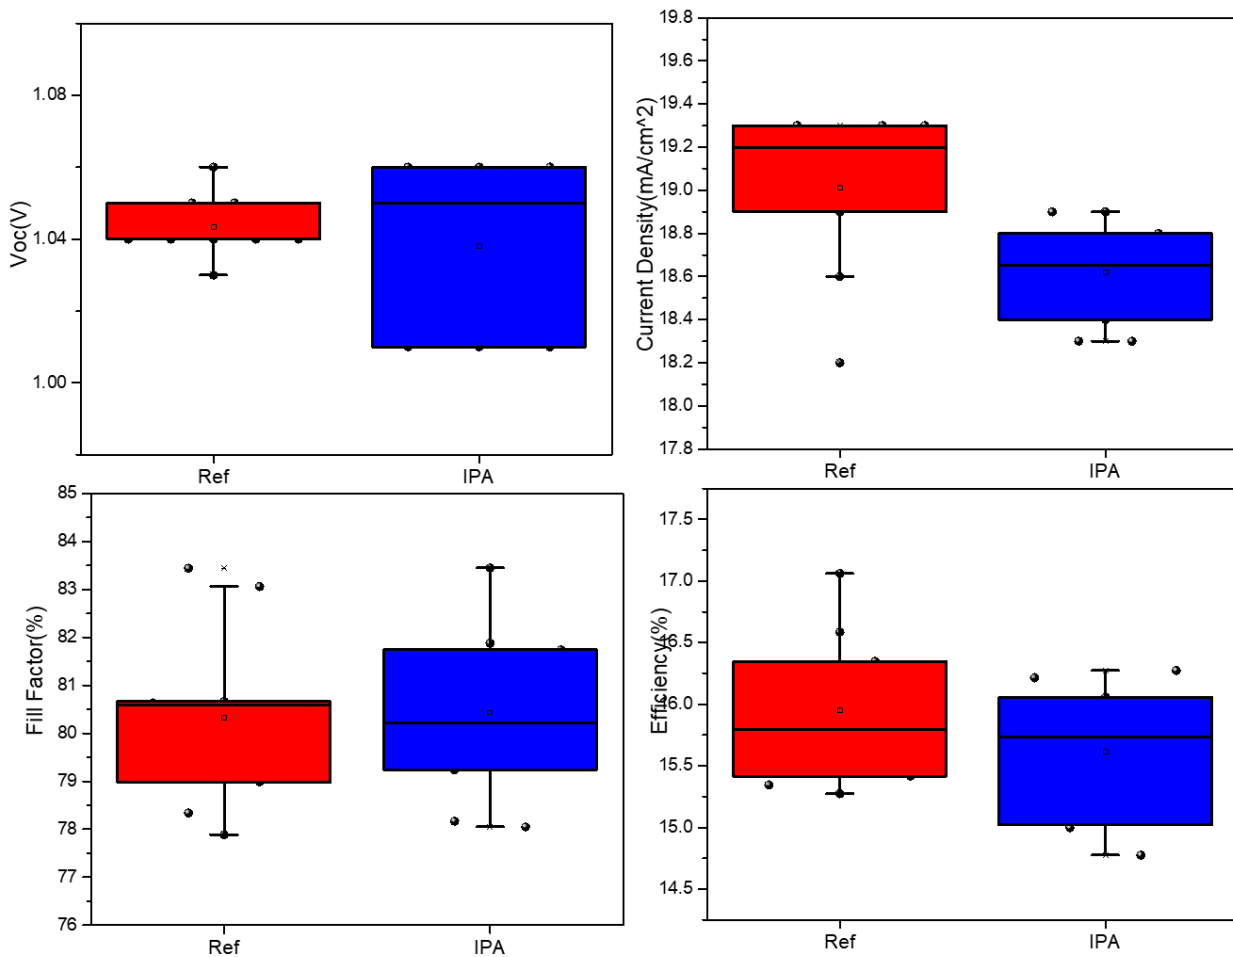 Voc(V)
1.08
1.04
1.00
Ref
IPA
Current Density(mA/cm^2)
19.8
19.6
19.4
19.2
19.0
18.8
18.6
18.4
18.2
18.0
17.8
Ref
IPA
Fill Factor(%)
85
84
83
82
81
80
79
78
77
76
Ref
IPA
Efficiency(%)
17.5
17.0
16.5
16.0
15.5
15.0
14.5
Ref
IPA